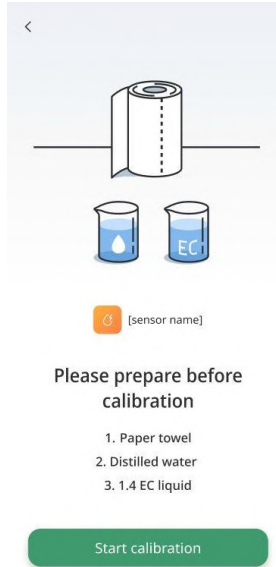 EC
[sensor name]
Please prepare before
calibration
1. Paper towel
2. Distilled water
3. 1.4 EC liquid
Start calibration